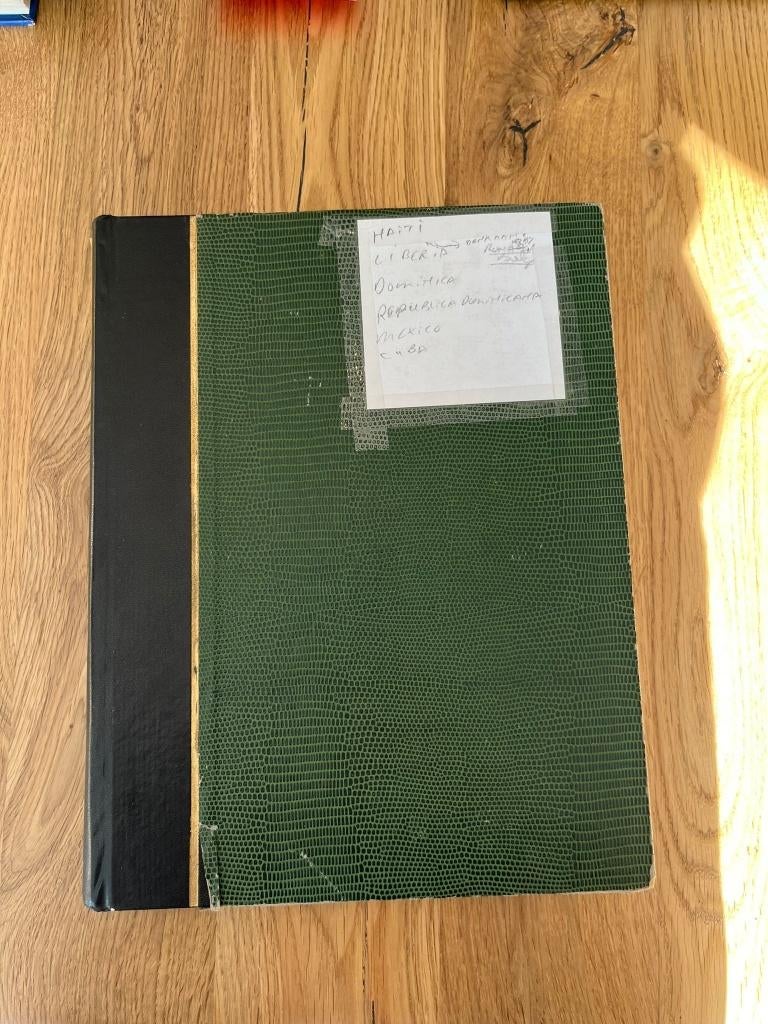 HAITI
LIBERIA
DOMINICA
REPUBLICA DOMINICANA
MEXICO
CUBA